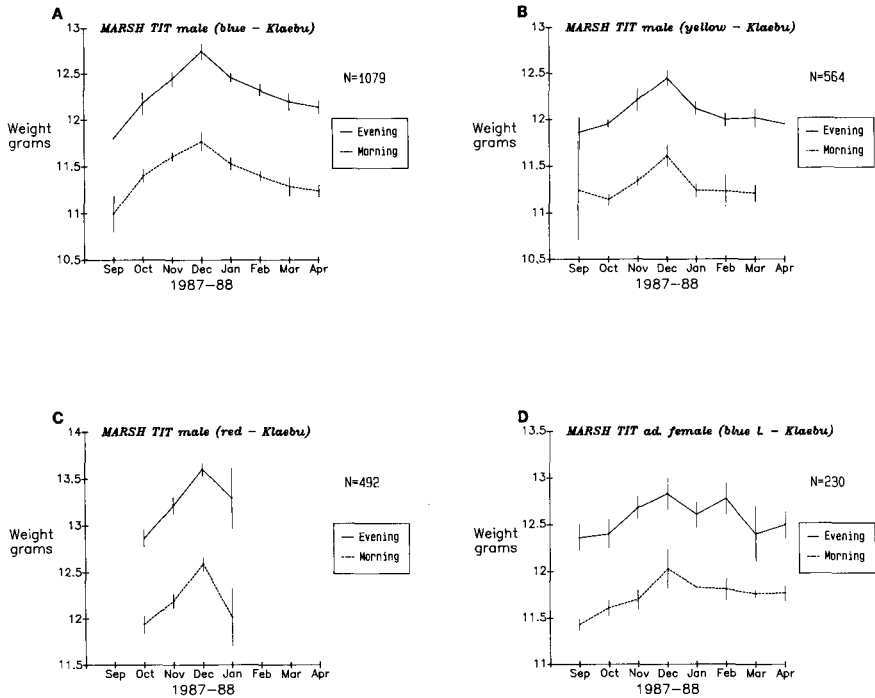 A
MARSH TIT male (blue – Klaebu)
13
12.5
12
11.5
11
10.5
Weight
grams
N=1079
Evening
Morning
Sep Oct Nov Dec Jan Feb Mar Apr
1987–88
B
MARSH TIT male (yellow – Klaebu)
13
12.5
12
11.5
11
10.5
Weight
grams
N=564
Evening
Morning
Sep Oct Nov Dec Jan Feb Mar Apr
1987–88
C
MARSH TIT male (red – Klaebu)
14
13.5
13
12.5
12
11.5
Weight
grams
N=492
Evening
Morning
Sep Oct Nov Dec Jan Feb Mar Apr
1987–88
D
MARSH TIT ad. female (blue l. – Klaebu)
13.5
13
12.5
12
11.5
11
Weight
grams
N=230
Evening
Morning
Sep Oct Nov Dec Jan Feb Mar Apr
1987–88